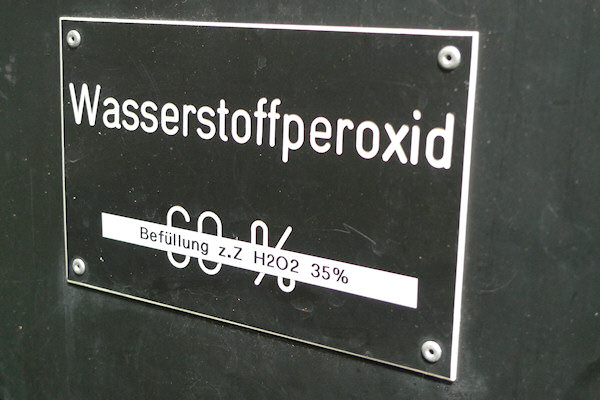 Wasserstoffperoxid
60 %
Befüllung z.Z H2O2 35%